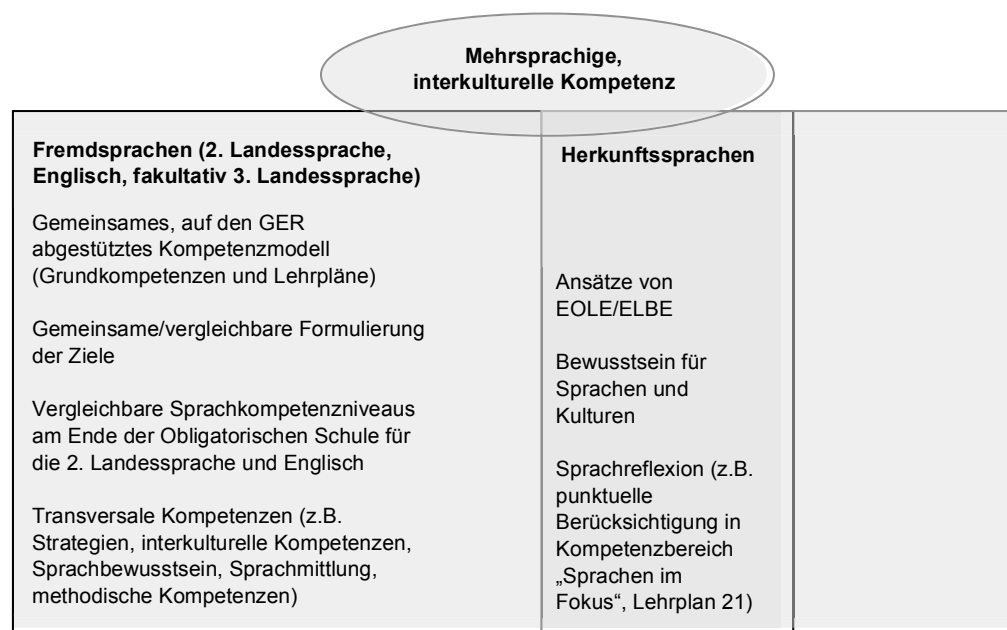 Mehrsprachige,
interkulturelle Kompetenz
Fremdsprachen (2. Landessprache,
Englisch, fakultativ 3. Landessprache)
Gemeinsames, auf den GER
abgestütztes Kompetenzmodell
(Grundkompetenzen und Lehrpläne)
Gemeinsame/vergleichbare Formulierung
der Ziele
Vergleichbare Sprachkompetenzniveaus
am Ende der Obligatorischen Schule für
die 2. Landessprache und Englisch
Transversale Kompetenzen (z.B.
Strategien, interkulturelle Kompetenzen,
Sprachbewusstsein, Sprachmittlung,
methodische Kompetenzen)
Herkunftssprachen
Ansätze von
EOLE/ELBE
Bewusstsein für
Sprachen und
Kulturen
Sprachreflexion (z.B.
punktuelle
Berücksichtigung in
Kompetenzbereich
„Sprachen im
Fokus“, Lehrplan 21)